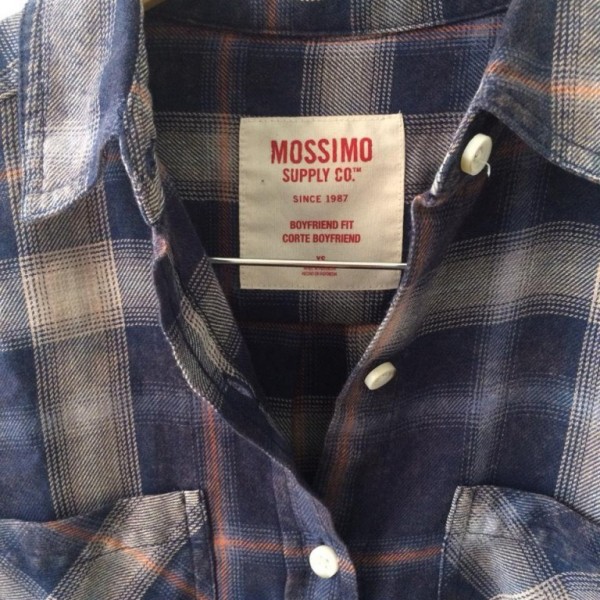 MOSSIMO
SUPPLY CO.™
SINCE 1987
BOYFRIEND FIT
CORTE BOYFRIEND